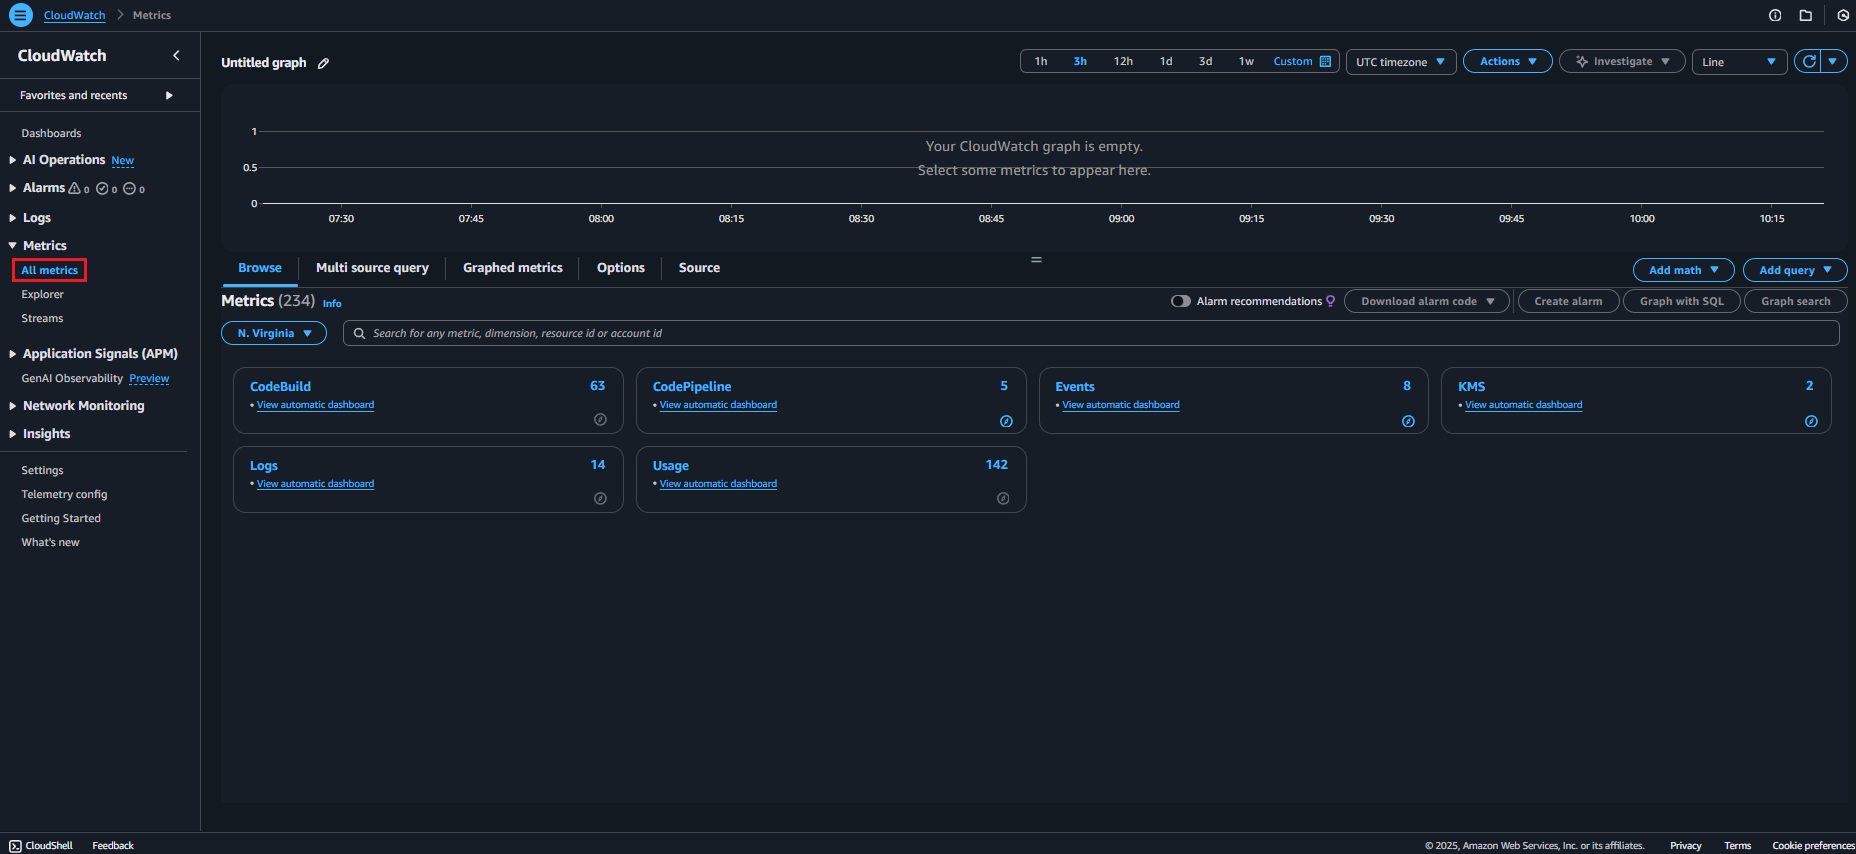 CloudWatch > Metrics
CloudWatch
Favorites and recents
Dashboards
AI Operations New
Alarms 0 0 0
Logs
Metrics
All metrics
Explorer
Streams
Application Signals (APM)
GenAI Observability Preview
Network Monitoring
Insights
Settings
Telemetry config
Getting Started
What's new
Untitled graph
1h 3h 12h 1d 3d 1w Custom UTC timezone Actions Investigate Line
1
Your CloudWatch graph is empty.
0.5
Select some metrics to appear here.
0
07:30 07:45 08:00 08:15 08:30 08:45 09:00 09:15 09:30 09:45 10:00 10:15
Browse Multi source query Graphed metrics Options Source Add math Add query
Metrics (234) Info Alarm recommendations Download alarm code Create alarm Graph with SQL Graph search
N. Virginia Search for any metric, dimension, resource id or account id
CodeBuild 63
• View automatic dashboard
CodePipeline 5
• View automatic dashboard
Events 8
• View automatic dashboard
KMS 2
• View automatic dashboard
Logs 14
• View automatic dashboard
Usage 142
• View automatic dashboard
CloudShell Feedback © 2025, Amazon Web Services, Inc. or its affiliates. Privacy Terms Cookie preferences